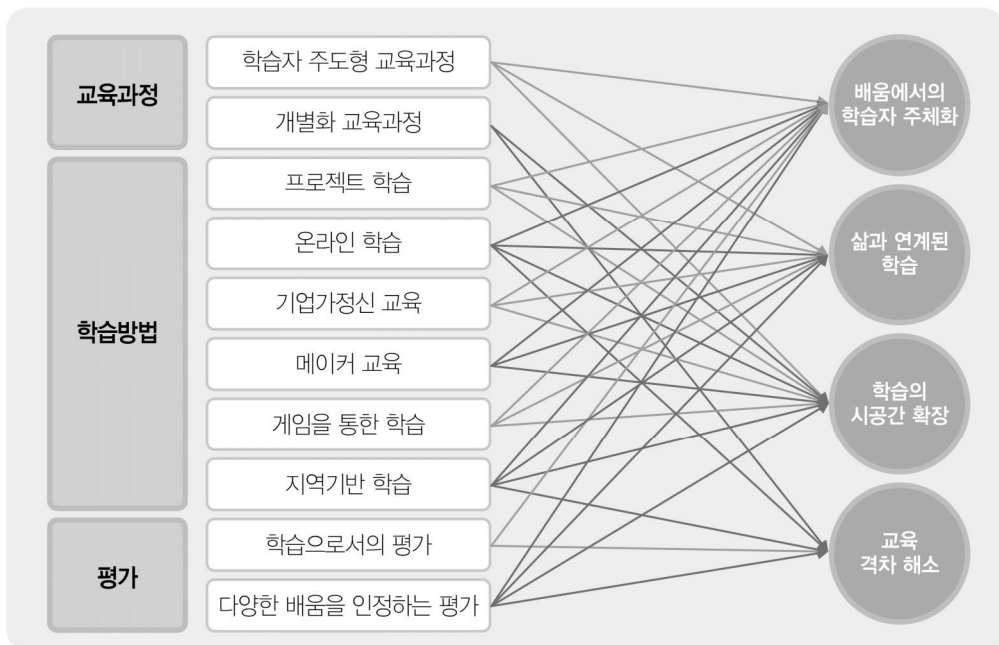 교육과정
학습자 주도형 교육과정
개별화 교육과정
학습방법
프로젝트 학습
온라인 학습
기업가정신 교육
메이커 교육
게임을 통한 학습
지역기반 학습
평가
학습으로서의 평가
다양한 배움을 인정하는 평가
배움에서의
학습자 주체화
삶과 연계된
학습
학습의
시공간 확장
교육
격차 해소